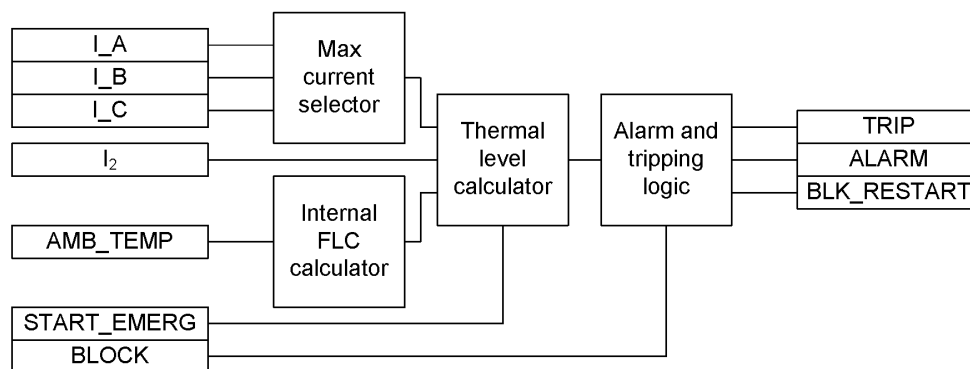 I_A
I_B
I_C
I₂
AMB_TEMP
START_EMERG
BLOCK
Max
current
selector
Internal
FLC
calculator
Thermal
level
calculator
Alarm and
tripping
logic
TRIP
ALARM
BLK_RESTART